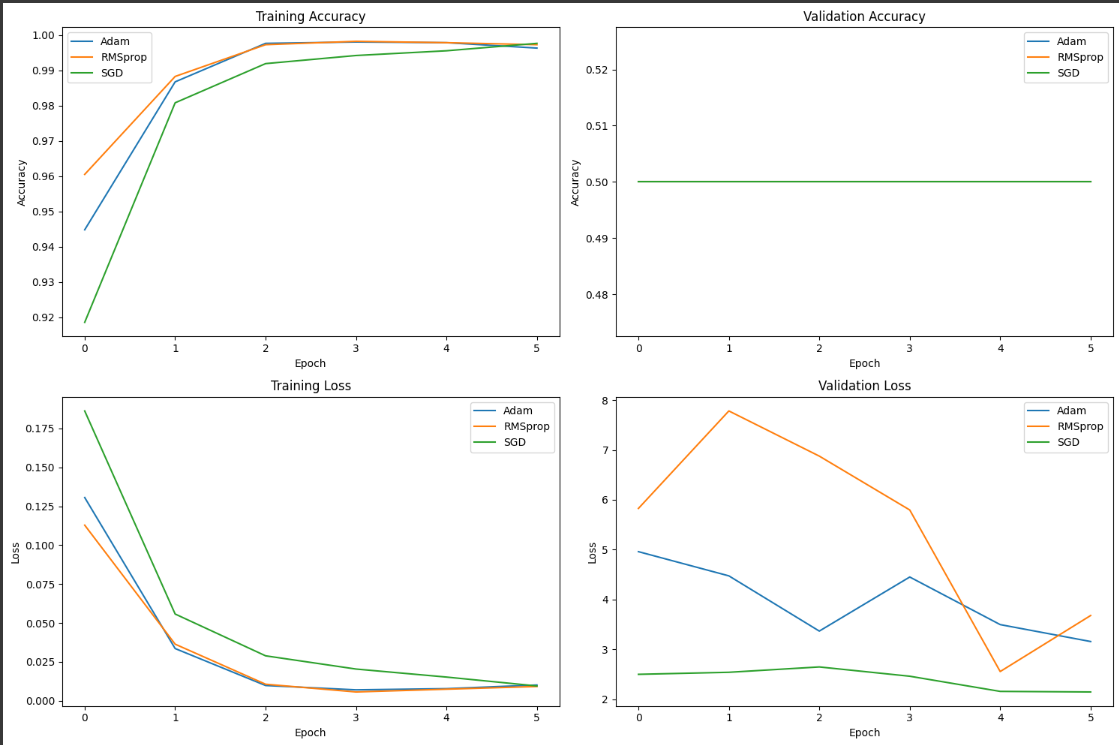 Training Accuracy
1.00
0.99
0.98
0.97
0.96
0.95
0.94
0.93
0.92
Accuracy
Adam
RMSprop
SGD
0 1 2 3 4 5
Epoch
Validation Accuracy
0.52
0.51
0.50
0.49
0.48
Accuracy
Adam
RMSprop
SGD
0 1 2 3 4 5
Epoch
Training Loss
0.175
0.150
0.125
0.100
0.075
0.050
0.025
0.000
Loss
Adam
RMSprop
SGD
0 1 2 3 4 5
Epoch
Validation Loss
8
7
6
5
4
3
2
Loss
Adam
RMSprop
SGD
0 1 2 3 4 5
Epoch